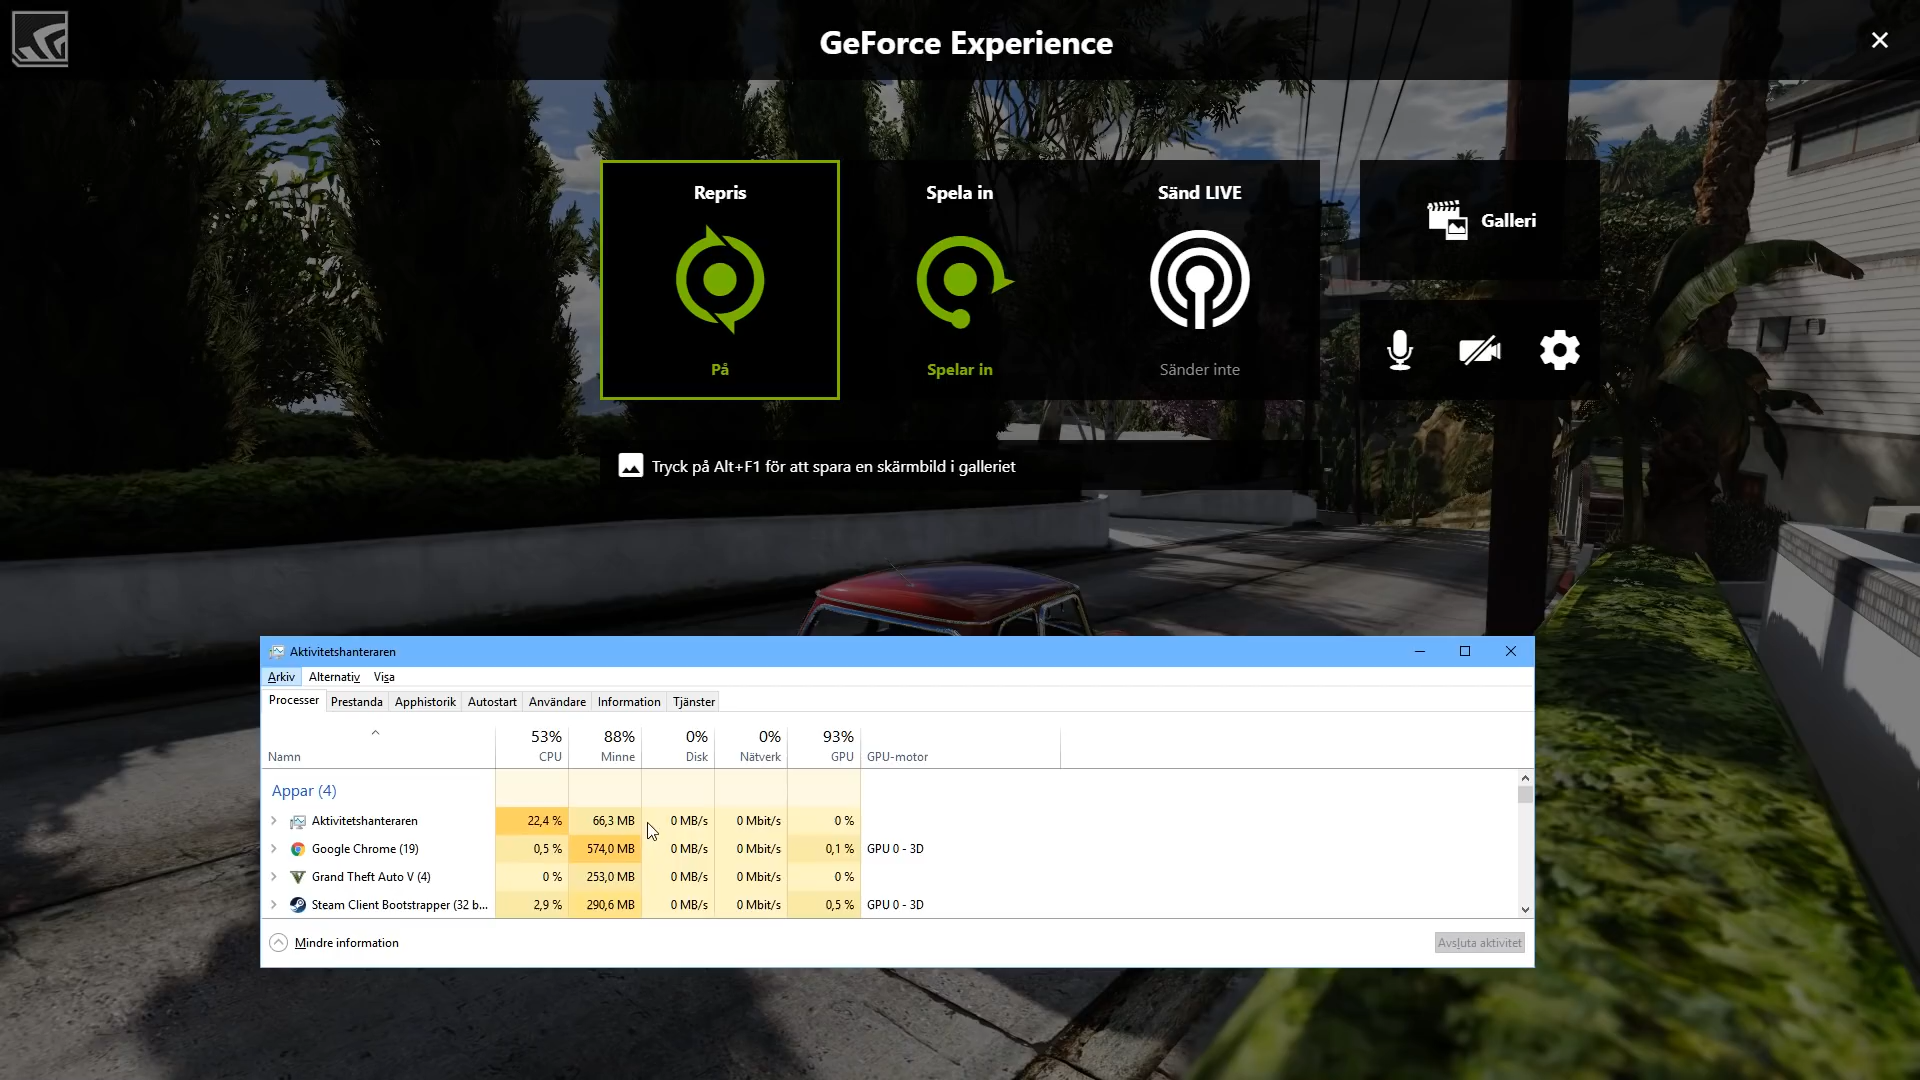 GeForce Experience
Repris
Spela in
Sänd LIVE
Galleri
På
Spelar in
Sänder inte
Tryck på Alt+F1 för att spara en skärmbild i galleriet
Aktivitetshanteraren
Arkiv Alternativ Visa
Processer Prestanda Apphistorik Autostart Användare Information Tjänster
53% 88% 0% 0% 93%
Namn CPU Minne Disk Nätverk GPU GPU-motor
Appar (4)
Aktivitetshanteraren 22,4 % 66,3 MB 0 MB/s 0 Mbit/s 0 %
Google Chrome (19) 0,5 % 574,0 MB 0 MB/s 0 Mbit/s 0,1 % GPU 0 - 3D
Grand Theft Auto V (4) 0 % 253,0 MB 0 MB/s 0 Mbit/s 0 %
Steam Client Bootstrapper (32 b... 2,9 % 290,6 MB 0 MB/s 0 Mbit/s 0,5 % GPU 0 - 3D
Mindre information
Avsluta aktivitet